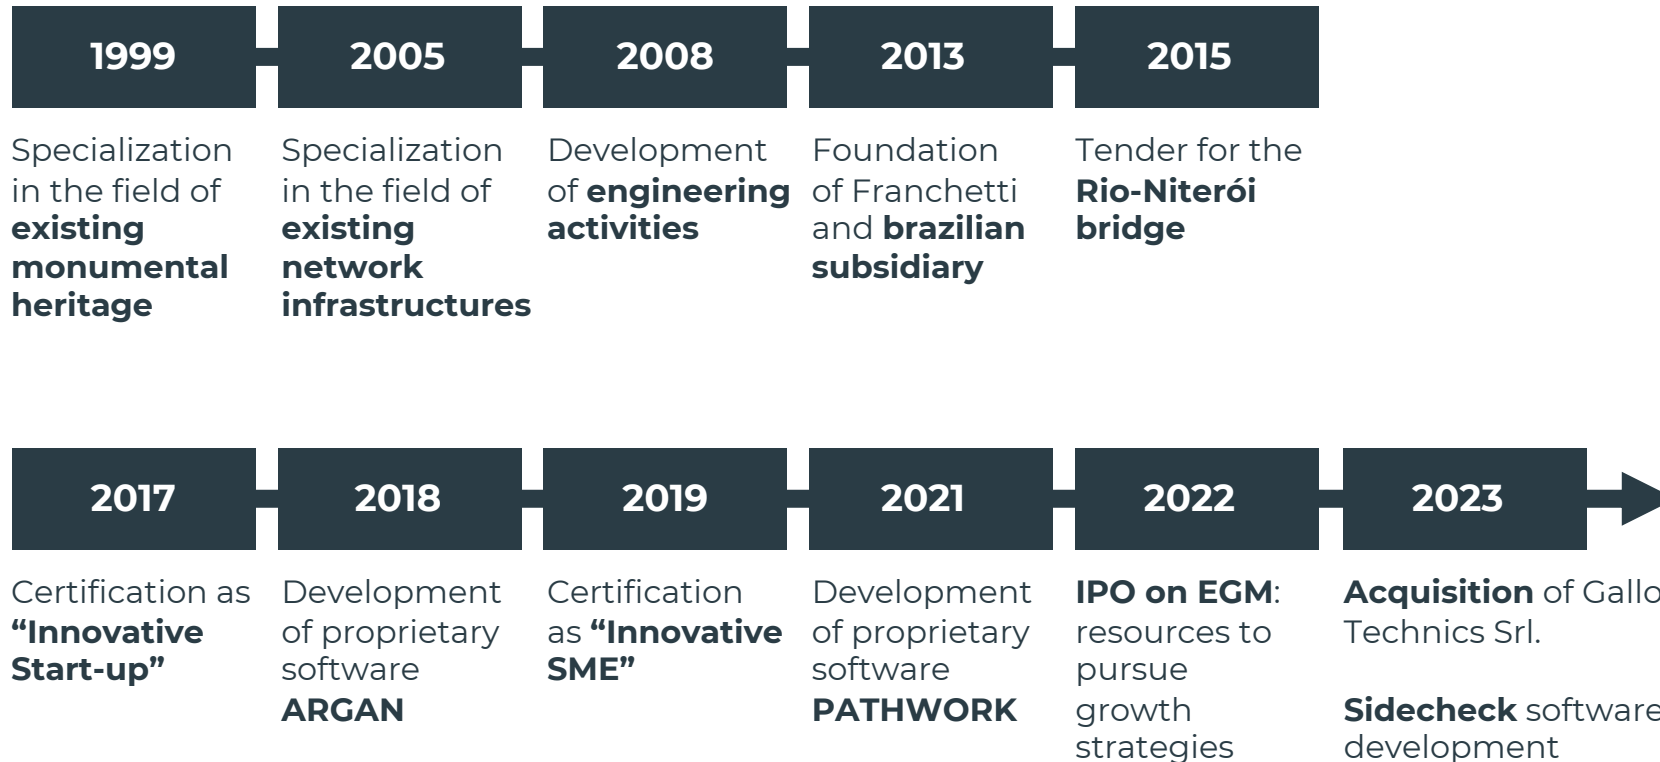 1999
Specialization
in the field of
existing
monumental
heritage
2005
Specialization
in the field of
existing
network
infrastructures
2008
Development
of engineering
activities
2013
Foundation
of Franchetti
and brazilian
subsidiary
2015
Tender for the
Rio-Niterói
bridge
2017
Certification as
“Innovative
Start-up”
2018
Development
of proprietary
software
ARGAN
2019
Certification
as “Innovative
SME”
2021
Development
of proprietary
software
PATHWORK
2022
IPO on EGM:
resources to
pursue
growth
strategies
2023
Acquisition of Gallo
Technics Srl.
Sidecheck software
development